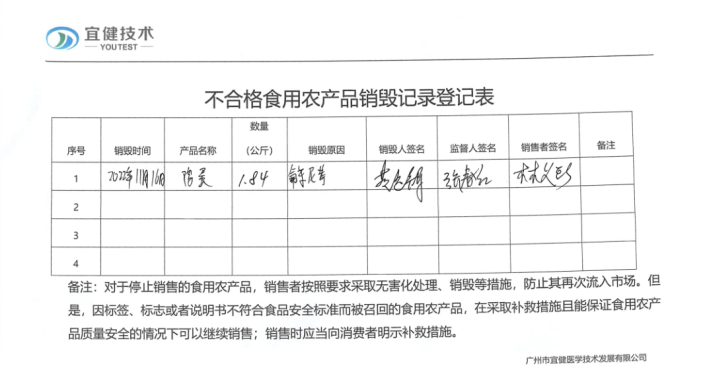 宜健技术
YOUTEST
不合格食用农产品销毁记录登记表
序号 销毁时间 产品名称 数量（公斤） 销毁原因 销毁人签名 监督人签名 销售者签名 备注
1 2022年11月16日 1.84
2
3
4
备注：对于停止销售的食用农产品，销售者按照要求采取无害化处理、销毁等措施，防止其再次流入市场。但
是，因标签、标志或者说明书不符合食品安全标准而被召回的食用农产品，在采取补救措施且能保证食用农产
品质量安全的情况下可以继续销售；销售时应当向消费者明示补救措施。
广州市宜健医学技术发展有限公司